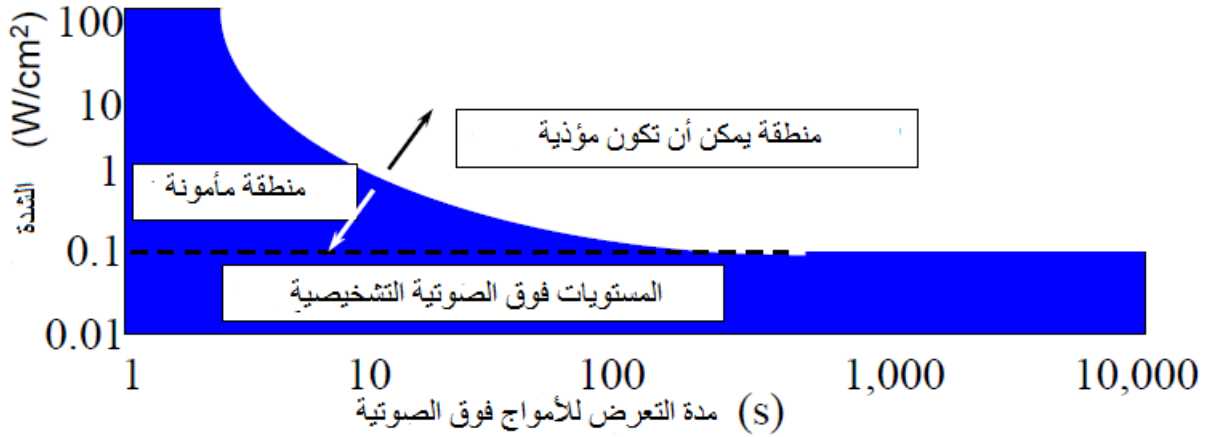 الشدة (W/cm²)
100
10
1
0.1
0.01
منطقة يمكن أن تكون مؤذية
منطقة مأمونة
المستويات فوق الصوتية التشخيصية
1 10 100 1,000 10,000
مدة التعرض للأمواج فوق الصوتية (s)